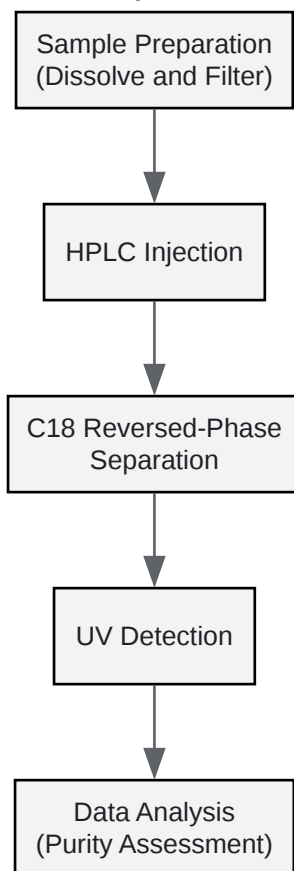 Sample Preparation
(Dissolve and Filter)
HPLC Injection
C18 Reversed-Phase
Separation
UV Detection
Data Analysis
(Purity Assessment)